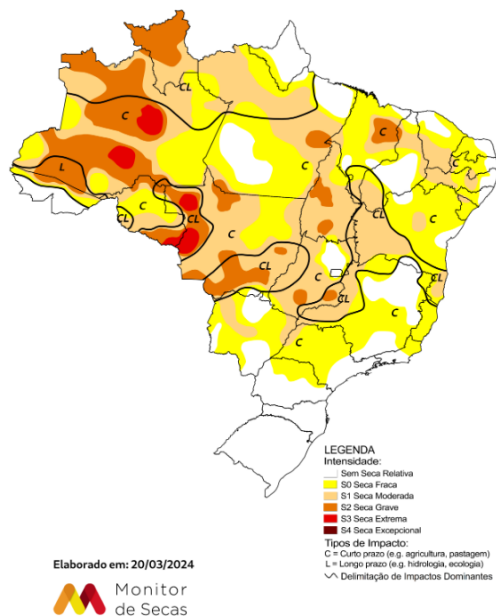 CL
C
L
C
CL
C
CL
C
C
C
CL
CL
C
CL
C
CL
C
CL
C
C
LEGENDA
Intensidade:
Sem Seca Relativa
S0 Seca Fraca
S1 Seca Moderada
S2 Seca Grave
S3 Seca Extrema
S4 Seca Excepcional
Tipos de Impacto:
C = Curto prazo (e.g. agricultura, pastagem)
L = Longo prazo (e.g. hidrologia, ecologia)
Delimitação de Impactos Dominantes
Elaborado em: 20/03/2024
Monitor
de Secas